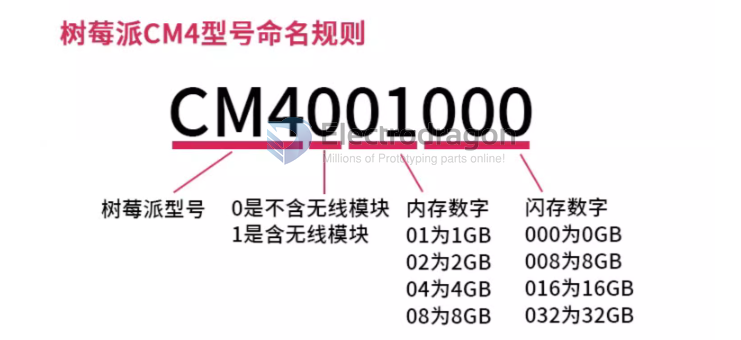 树莓派CM4型号命名规则
CM4001000
Electrodragon
Millions of Prototyping parts online!
树莓派型号
0是不含无线模块
1是含无线模块
内存数字
01为1GB
02为2GB
04为4GB
08为8GB
闪存数字
000为0GB
008为8GB
016为16GB
032为32GB